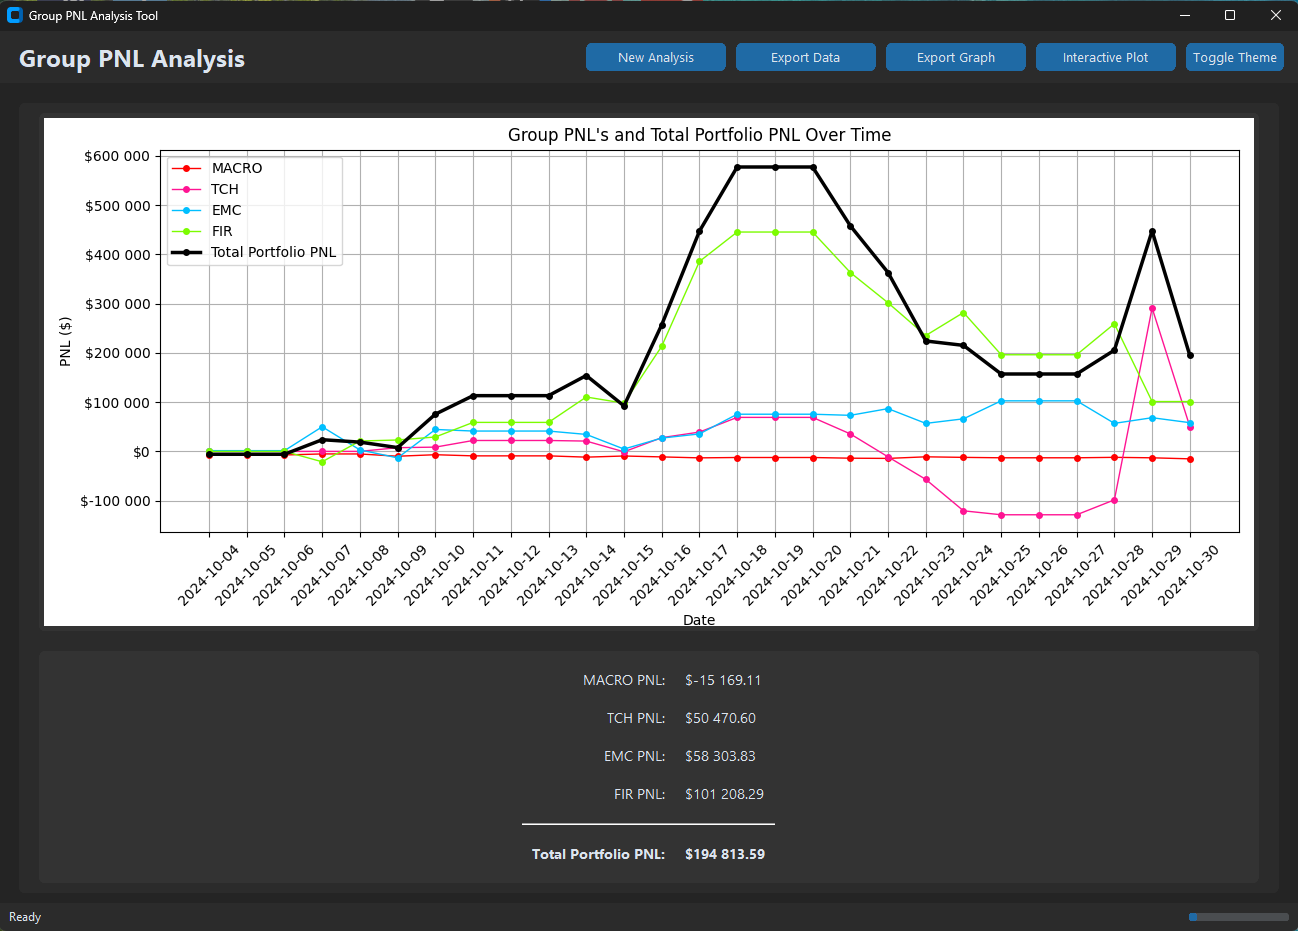 Group PNL Analysis Tool
Group PNL Analysis
New Analysis
Export Data
Export Graph
Interactive Plot
Toggle Theme
Group PNL's and Total Portfolio PNL Over Time
MACRO
TCH
EMC
FIR
Total Portfolio PNL
PNL ($)
$600 000
$500 000
$400 000
$300 000
$200 000
$100 000
$0
$-100 000
2024-10-04
2024-10-05
2024-10-06
2024-10-07
2024-10-08
2024-10-09
2024-10-10
2024-10-11
2024-10-12
2024-10-13
2024-10-14
2024-10-15
2024-10-16
2024-10-17
2024-10-18
2024-10-19
2024-10-20
2024-10-21
2024-10-22
2024-10-23
2024-10-24
2024-10-25
2024-10-26
2024-10-27
2024-10-28
2024-10-29
2024-10-30
Date
MACRO PNL: $-15 169.11
TCH PNL: $50 470.60
EMC PNL: $58 303.83
FIR PNL: $101 208.29
Total Portfolio PNL: $194 813.59
Ready